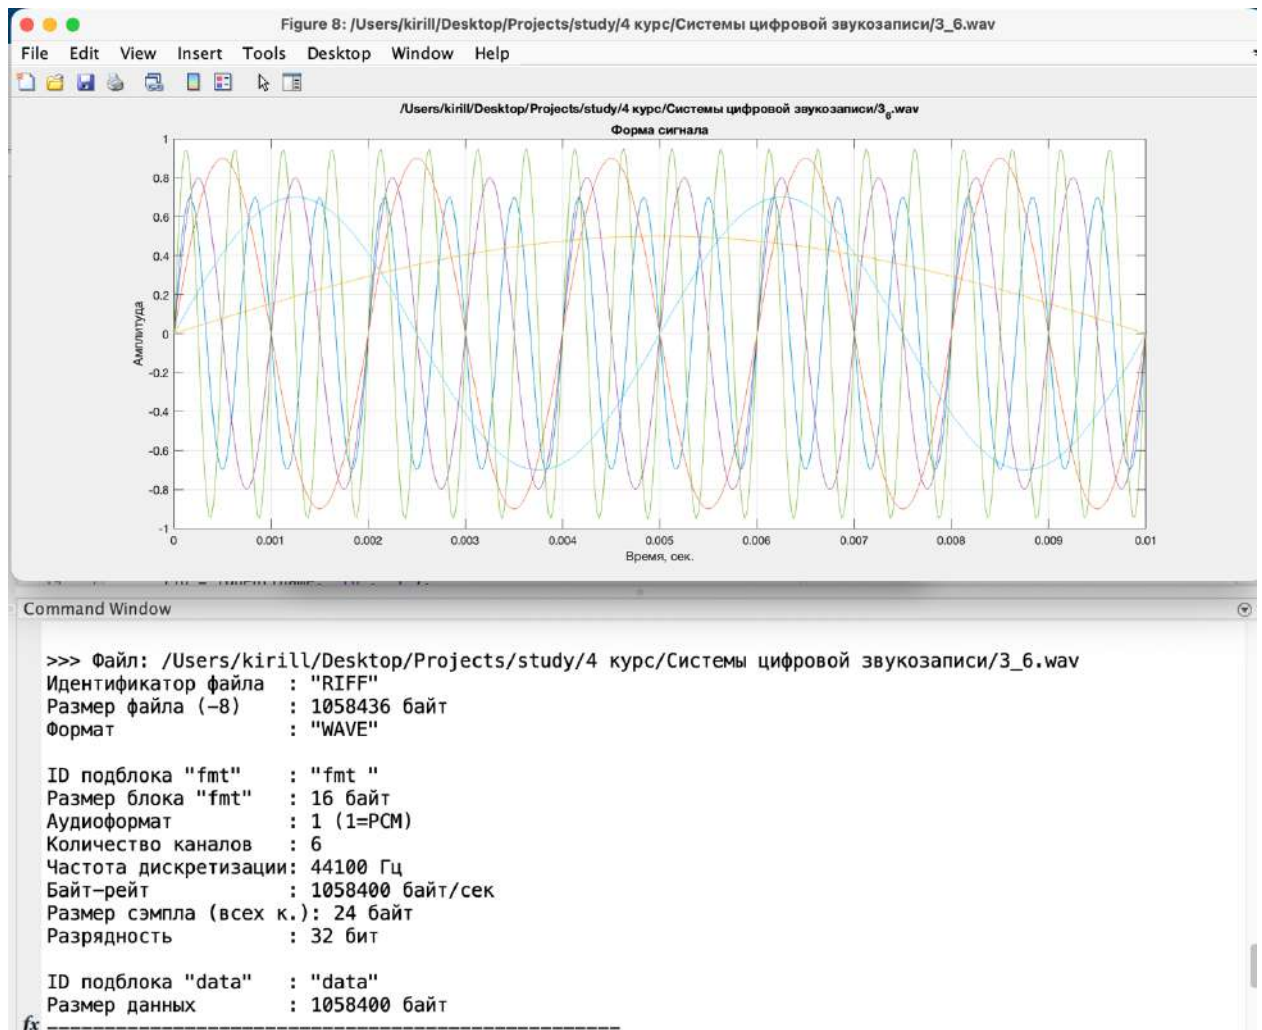 Figure 8: /Users/kirill/Desktop/Projects/study/4 курс/Системы цифровой звукозаписи/3_6.wav
File Edit View Insert Tools Desktop Window Help
/Users/kirill/Desktop/Projects/study/4 курс/Системы цифровой звукозаписи/3_6.wav
Форма сигнала
1
0.8
0.6
0.4
0.2
0
-0.2
-0.4
-0.6
-0.8
-1
Амплитуда
0 0.001 0.002 0.003 0.004 0.005 0.006 0.007 0.008 0.009 0.01
Время, сек.
Command Window
>>> Файл: /Users/kirill/Desktop/Projects/study/4 курс/Системы цифровой звукозаписи/3_6.wav
Идентификатор файла : "RIFF"
Размер файла (-8) : 1058436 байт
Формат : "WAVE"
ID подблока "fmt" : "fmt "
Размер блока "fmt" : 16 байт
Аудиоформат : 1 (1=PCM)
Количество каналов : 6
Частота дискретизации: 44100 Гц
Байт-рейт : 1058400 байт/сек
Размер сэмпла (всех к.): 24 байт
Разрядность : 32 бит
ID подблока "data" : "data"
Размер данных : 1058400 байт
fx